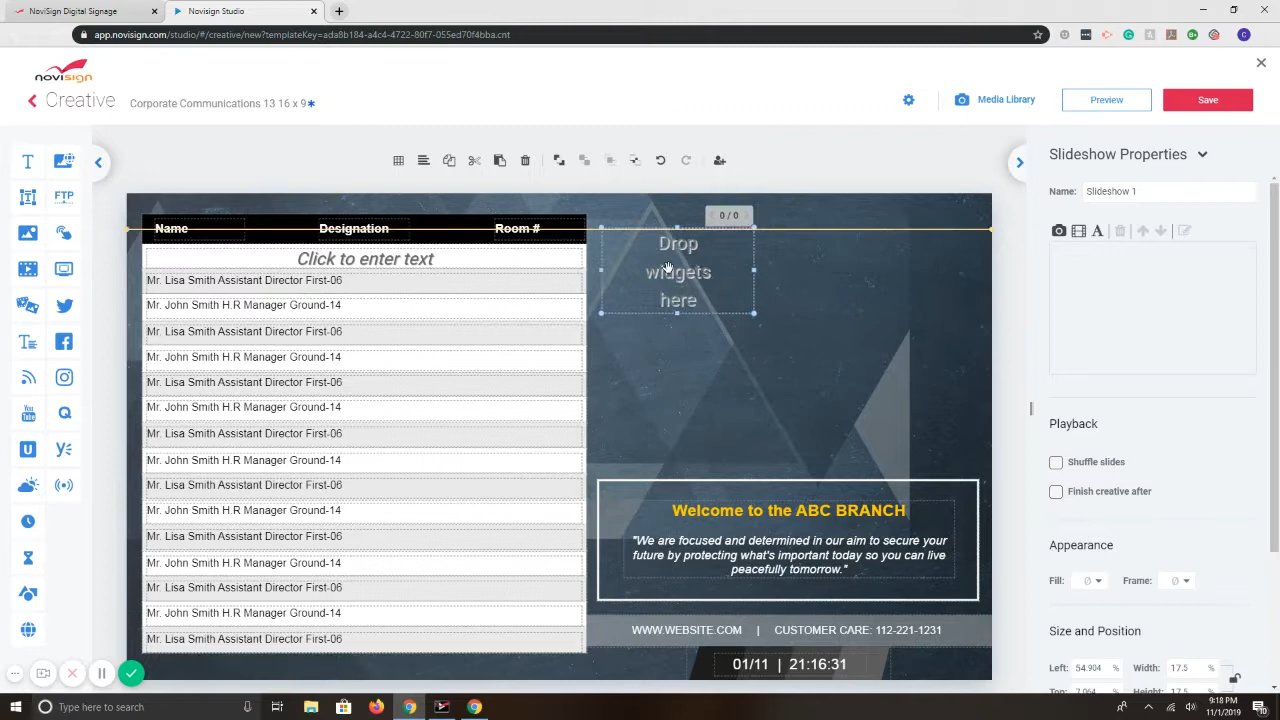 NoviSign Digital Signage
NoviSign
app.novisign.com/studio/#/creative/new?templateKey=ada8b184-a4c4-4722-80f7-055ed70f4bba.cnt
novisign
Creative
Corporate Communications 13 16 x 9*
Media Library
Preview
Save
T
FTP
T
You
Tube
Q
U
Name
Designation
Room #
Click to enter text
Mr. Lisa Smith Assistant Director First-06
Mr. John Smith H.R Manager Ground-14
Mr. Lisa Smith Assistant Director First-06
Mr. John Smith H.R Manager Ground-14
Mr. Lisa Smith Assistant Director First-06
Mr. John Smith H.R Manager Ground-14
Mr. Lisa Smith Assistant Director First-06
Mr. John Smith H.R Manager Ground-14
Mr. Lisa Smith Assistant Director First-06
Mr. John Smith H.R Manager Ground-14
Mr. Lisa Smith Assistant Director First-06
Mr. John Smith H.R Manager Ground-14
Mr. Lisa Smith Assistant Director First-06
Mr. John Smith H.R Manager Ground-14
Mr. Lisa Smith Assistant Director First-06
0 / 0
Drop
widgets
here
Welcome to the ABC BRANCH
"We are focused and determined in our aim to secure your
future by protecting what's important today so you can live
peacefully tomorrow."
WWW.WEBSITE.COM | CUSTOMER CARE: 112-221-1231
01/11 | 21:16:31
Slideshow Properties
Name: Slideshow 1
A
Playback
Shuffle slides
Finish creative after
Appearance
Fill: Ø Frame: Ø
Size and Position
Left: 54.904 % Width: 17.5 %
Top: 7.064 % Height: 17.5 %
Type here to search
9:18 PM
11/1/2019